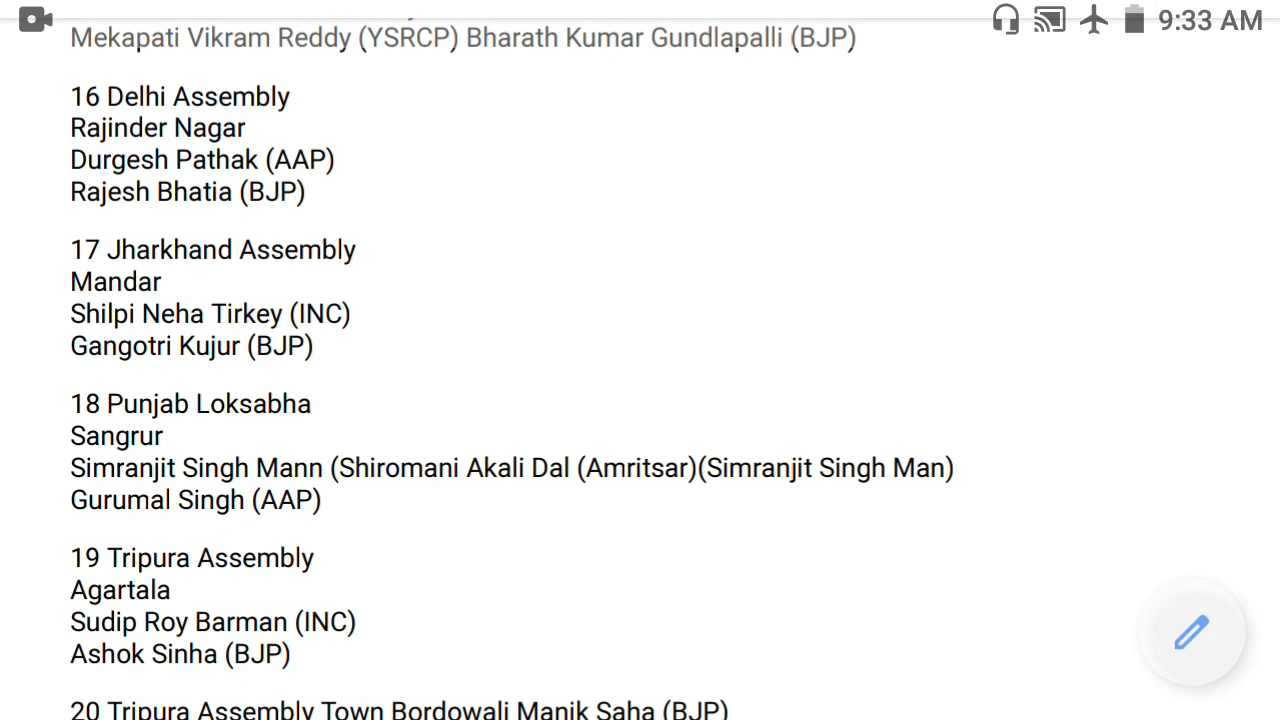 9:33 AM
Mekapati Vikram Reddy (YSRCP) Bharath Kumar Gundlapalli (BJP)
16 Delhi Assembly
Rajinder Nagar
Durgesh Pathak (AAP)
Rajesh Bhatia (BJP)
17 Jharkhand Assembly
Mandar
Shilpi Neha Tirkey (INC)
Gangotri Kujur (BJP)
18 Punjab Loksabha
Sangrur
Simranjit Singh Mann (Shiromani Akali Dal (Amritsar)(Simranjit Singh Man)
Gurumal Singh (AAP)
19 Tripura Assembly
Agartala
Sudip Roy Barman (INC)
Ashok Sinha (BJP)
20 Tripura Assembly Town Bordowali Manik Saha (BJP)